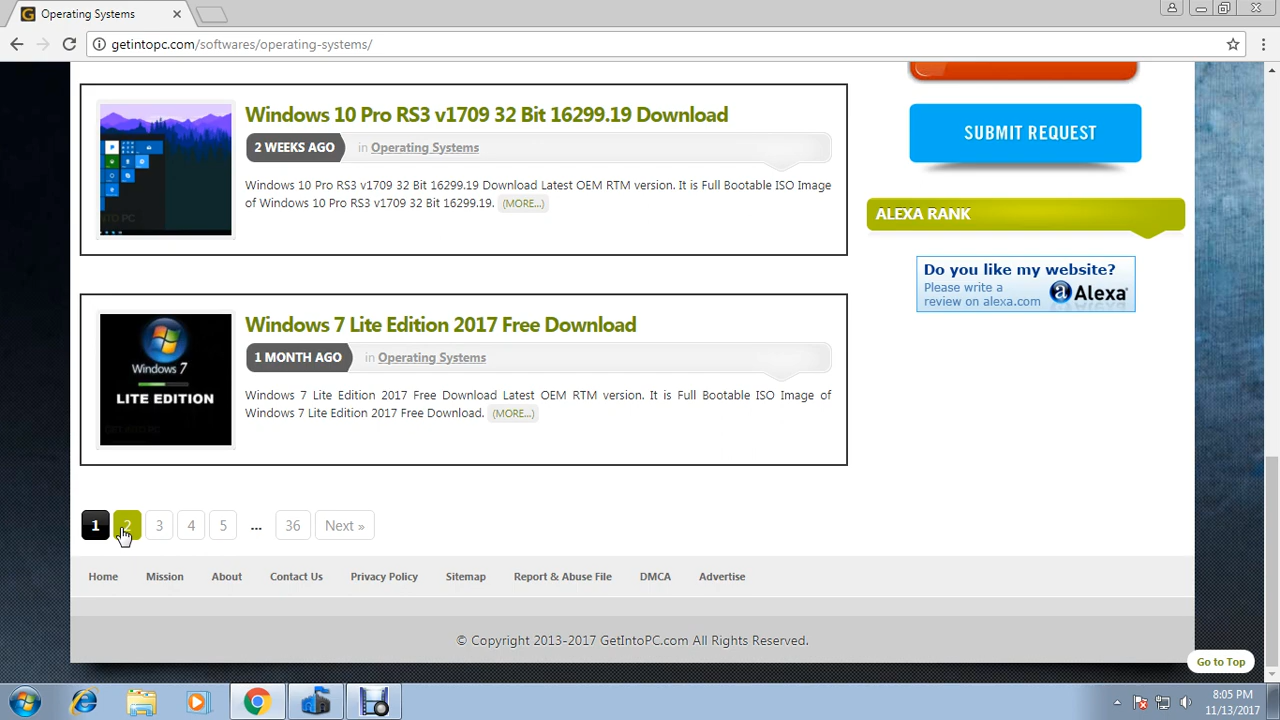 Operating Systems
getintopc.com/softwares/operating-systems/
Windows 10 Pro RS3 v1709 32 Bit 16299.19 Download
2 WEEKS AGO in Operating Systems
Windows 10 Pro RS3 v1709 32 Bit 16299.19 Download Latest OEM RTM version. It is Full Bootable ISO Image
of Windows 10 Pro RS3 v1709 32 Bit 16299.19. (MORE...)
SUBMIT REQUEST
ALEXA RANK
Do you like my website?
Please write a
review on alexa.com
Alexa
Windows 7
LITE EDITION
Windows 7 Lite Edition 2017 Free Download
1 MONTH AGO in Operating Systems
Windows 7 Lite Edition 2017 Free Download Latest OEM RTM version. It is Full Bootable ISO Image of
Windows 7 Lite Edition 2017 Free Download. (MORE...)
1 2 3 4 5 ... 36 Next »
Home Mission About Contact Us Privacy Policy Sitemap Report & Abuse File DMCA Advertise
© Copyright 2013-2017 GetIntoPC.com All Rights Reserved.
Go to Top
8:05 PM
11/13/2017